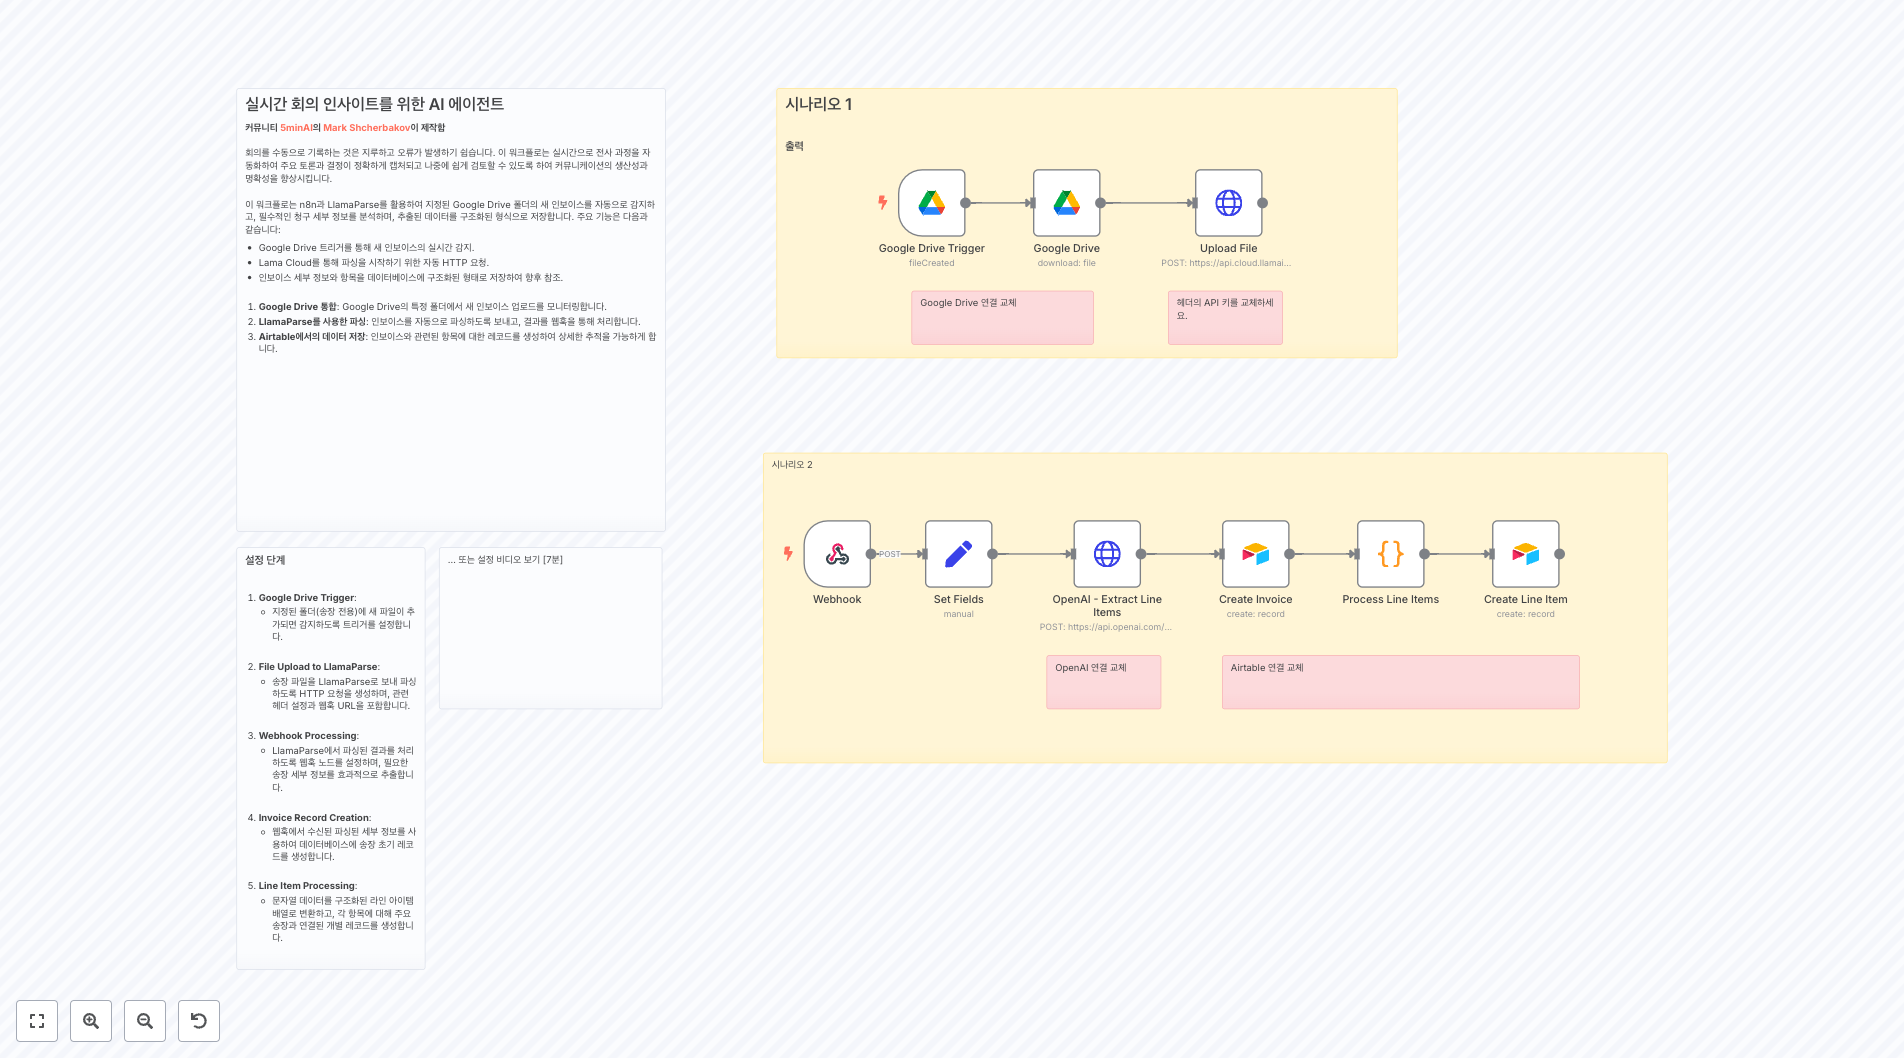 실시간 회의 인사이트를 위한 AI 에이전트
커뮤니티 5minAI의 Mark Shcherbakov이 제작함
회의를 수동으로 기록하는 것은 지루하고 오류가 발생하기 쉽습니다. 이 워크플로는 실시간으로 전사 과정을 자
동화하여 주요 토론과 결정이 정확하게 캡처되고 나중에 쉽게 검토할 수 있도록 하여 커뮤니케이션의 생산성과
명확성을 향상시킵니다.
이 워크플로는 n8n과 LlamaParse를 활용하여 지정된 Google Drive 폴더의 새 인보이스를 자동으로 감지하
고, 필수적인 청구 세부 정보를 분석하며, 추출된 데이터를 구조화된 형식으로 저장합니다. 주요 기능은 다음과
같습니다:
• Google Drive 트리거를 통해 새 인보이스의 실시간 감지.
• Lama Cloud를 통해 파싱을 시작하기 위한 자동 HTTP 요청.
• 인보이스 세부 정보와 항목을 데이터베이스에 구조화된 형태로 저장하여 향후 참조.
1. Google Drive 통합: Google Drive의 특정 폴더에서 새 인보이스 업로드를 모니터링합니다.
2. LlamaParse를 사용한 파싱: 인보이스를 자동으로 파싱하도록 보내고, 결과를 웹훅을 통해 처리합니다.
3. Airtable에서의 데이터 저장: 인보이스와 관련된 항목에 대한 레코드를 생성하여 상세한 추적을 가능하게 합
니다.
시나리오 1
출력
Google Drive Trigger
fileCreated
Google Drive
download: file
Upload File
POST: https://api.cloud.llamai...
Google Drive 연결 교체
헤더의 API 키를 교체하세
요.
시나리오 2
POST
Webhook
Set Fields
manual
OpenAI - Extract Line
Items
POST: https://api.openai.com/...
Create Invoice
create: record
Process Line Items
Create Line Item
create: record
OpenAI 연결 교체
Airtable 연결 교체
설정 단계
1. Google Drive Trigger:
지정된 폴더(송장 전용)에 새 파일이 추
가되면 감지하도록 트리거를 설정합니
다.
2. File Upload to LlamaParse:
송장 파일을 LlamaParse로 보내 파싱
하도록 HTTP 요청을 생성하며, 관련
헤더 설정과 웹훅 URL을 포함합니다.
3. Webhook Processing:
LlamaParse에서 파싱된 결과를 처리
하도록 웹훅 노드를 설정하며, 필요한
송장 세부 정보를 효과적으로 추출합니
다.
4. Invoice Record Creation:
웹훅에서 수신된 파싱된 세부 정보를 사
용하여 데이터베이스에 송장 초기 레코
드를 생성합니다.
5. Line Item Processing:
문자열 데이터를 구조화된 라인 아이템
배열로 변환하고, 각 항목에 대해 주요
송장과 연결된 개별 레코드를 생성합니
다.
... 또는 설정 비디오 보기 [7분]